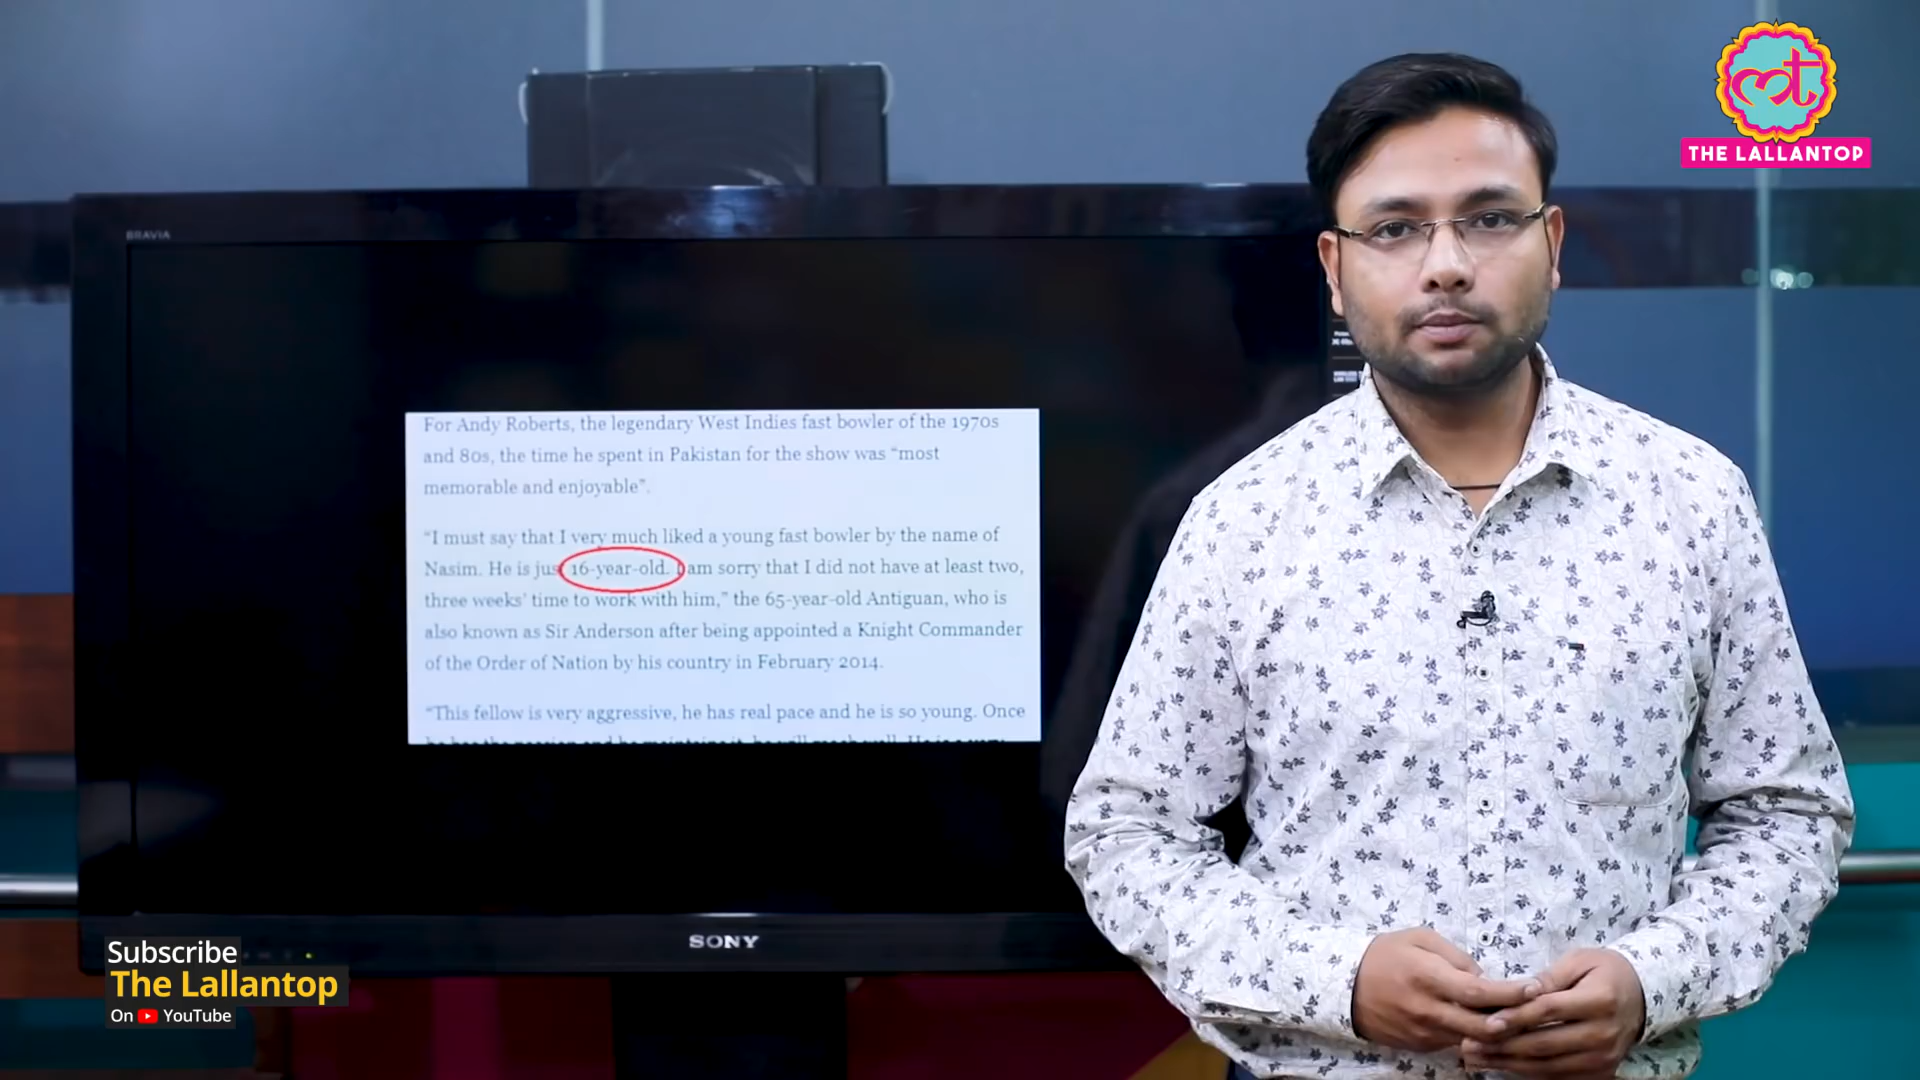 THE LALLANTOP
BRAVIA
For Andy Roberts, the legendary West Indies fast bowler of the 1970s
and 80s, the time he spent in Pakistan for the show was “most
memorable and enjoyable”.
“I must say that I very much liked a young fast bowler by the name of
Nasim. He is just 16-year-old. I am sorry that I did not have at least two,
three weeks’ time to work with him,” the 65-year-old Antiguan, who is
also known as Sir Anderson after being appointed a Knight Commander
of the Order of Nation by his country in February 2014.
“This fellow is very aggressive, he has real pace and he is so young. Once
SONY
Subscribe
The Lallantop
On YouTube